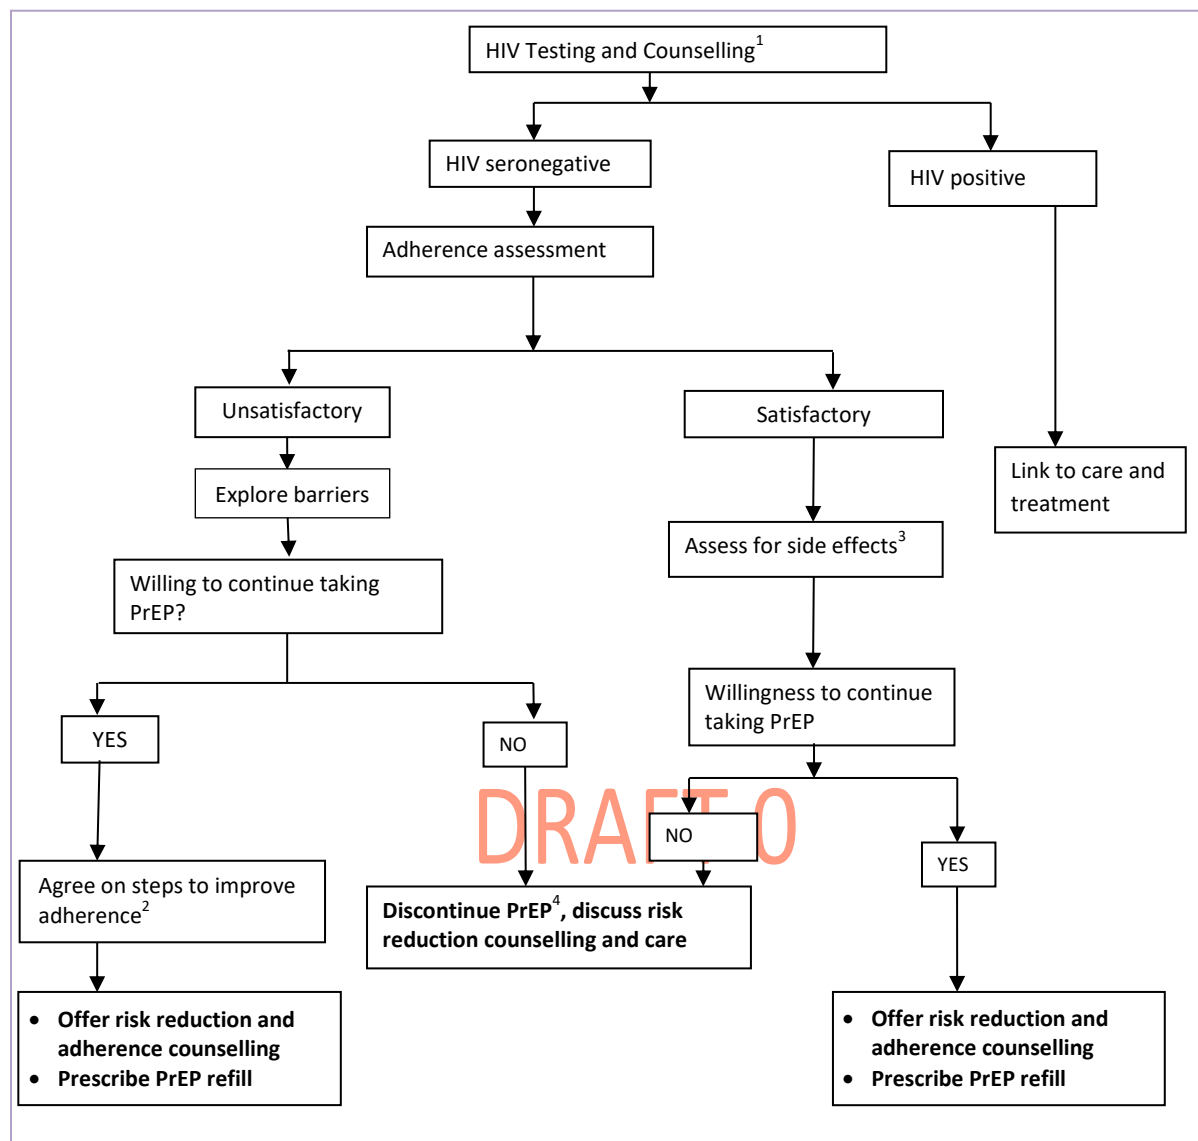 HIV Testing and Counselling1
HIV seronegative
HIV positive
Adherence assessment
Unsatisfactory
Satisfactory
Explore barriers
Link to care and
treatment
Assess for side effects3
Willing to continue taking
PrEP?
Willingness to continue
taking PrEP
YES
NO
DRAFT 0
NO
YES
Agree on steps to improve
adherence2
Discontinue PrEP4, discuss risk
reduction counselling and care
• Offer risk reduction and
adherence counselling
• Prescribe PrEP refill
• Offer risk reduction and
adherence counselling
• Prescribe PrEP refill